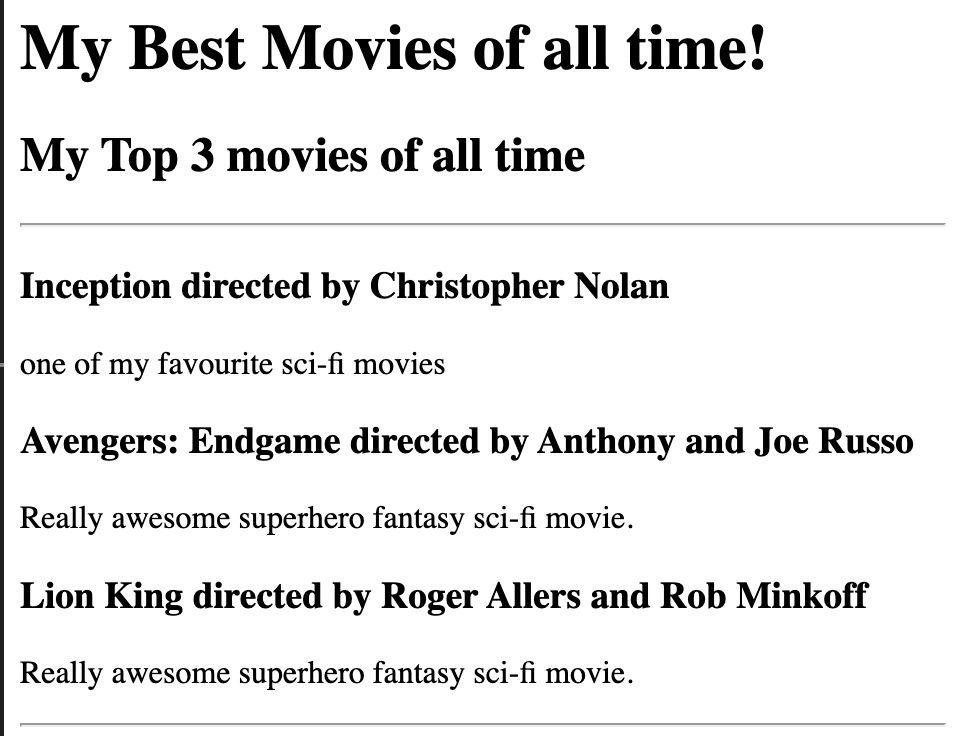 My Best Movies of all time!
My Top 3 movies of all time
Inception directed by Christopher Nolan
one of my favourite sci-fi movies
Avengers: Endgame directed by Anthony and Joe Russo
Really awesome superhero fantasy sci-fi movie.
Lion King directed by Roger Allers and Rob Minkoff
Really awesome superhero fantasy sci-fi movie.